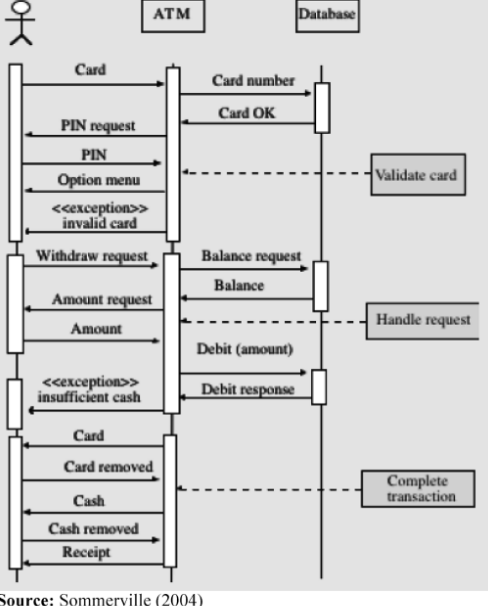 ATM
Database
Card
Card number
Card OK
PIN request
PIN
Validate card
Option menu
<<exception>>
invalid card
Withdraw request
Balance request
Balance
Amount request
Handle request
Amount
Debit (amount)
<<exception>>
insufficient cash
Debit response
Card
Card removed
Complete
transaction
Cash
Cash removed
Receipt
Source: Sommerville (2004)